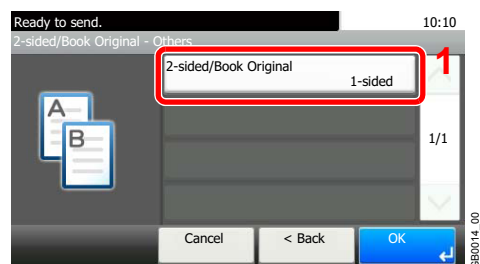 Ready to send.
10:10
2-sided/Book Original - Others
2-sided/Book Original
1-sided
1
A
B
1/1
Cancel
< Back
OK
GB0014_00